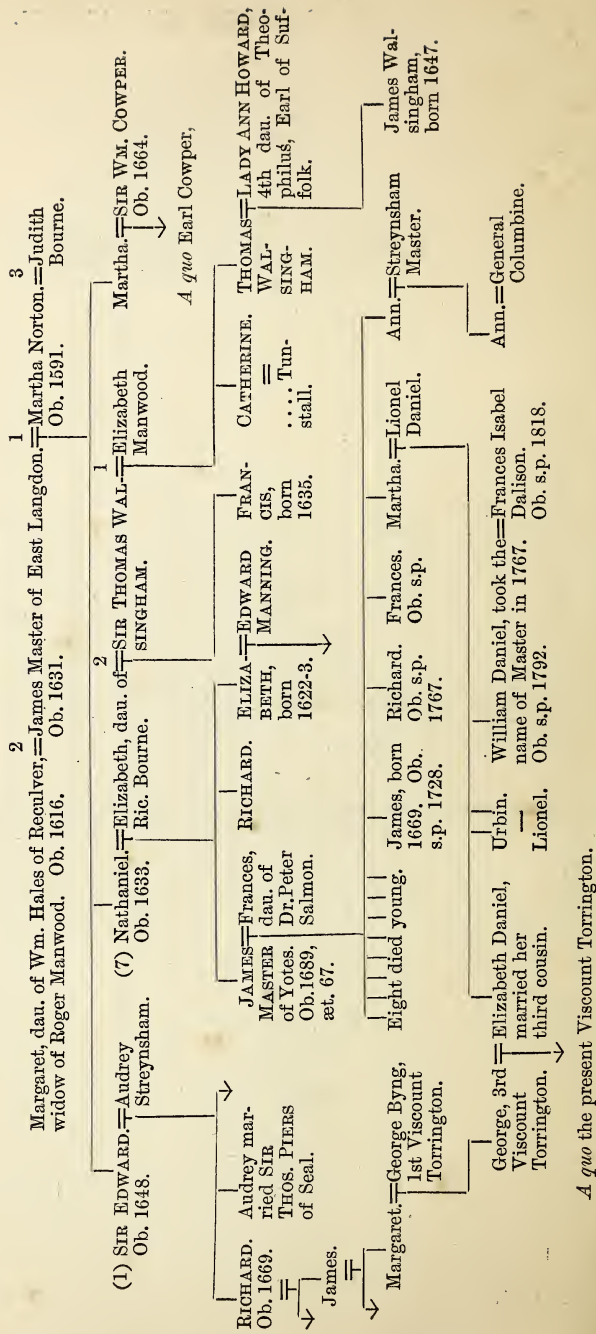 2 1 3
Margaret, dau. of Wm. Hales of Reculver,=James Master of East Langdon.=Martha Norton.=Judith
widow of Roger Manwood. Ob. 1616. Ob. 1631. Ob. 1591. Bourne.
(1) SIR EDWARD.=Audrey
Ob. 1648. Streynsham.
(7) Nathaniel.=Elizabeth, dau. of=SIR THOMAS WAL-=Elizabeth
Ob. 1633. Ric. Bourne. SINGHAM. Manwood.
2 1
Martha.=SIR WM. COWPER.
Ob. 1664.
A quo Earl Cowper,
RICHARD.
Ob. 1669.
=
Audrey mar-
ried SIR
THOS. PIERS
of Seal.
JAMES=Frances,
MASTER dau. of
of Yotes. Dr. Peter
Ob. 1689, Salmon.
æt. 67.
RICHARD.
ELIZA-=EDWARD
BETH, MANNING.
born
1622-3.
FRAN-
CIS,
born
1635.
CATHERINE.
=
.... Tun-
stall.
THOMAS=LADY ANN HOWARD,
WAL- 4th dau. of Theo-
SING- philus, Earl of Suf-
HAM. folk.
James.
=
Eight died young.
James, born
1669. Ob.
s.p. 1728.
Richard.
Ob. s.p.
1767.
Frances.
Ob. s.p.
Martha.=Lionel
Daniel.
Ann.=Streynsham
Master.
James Wal-
singham,
born 1647.
Margaret.=George Byng,
1st Viscount
Torrington.
George, 3rd = Elizabeth Daniel,
Viscount married her
Torrington. third cousin.
Urbin.
—
Lionel.
William Daniel, took the=Frances Isabel
name of Master in 1767. Dalison.
Ob. s.p. 1792. Ob. s.p. 1818.
Ann.=General
Columbine.
A quo the present Viscount Torrington.